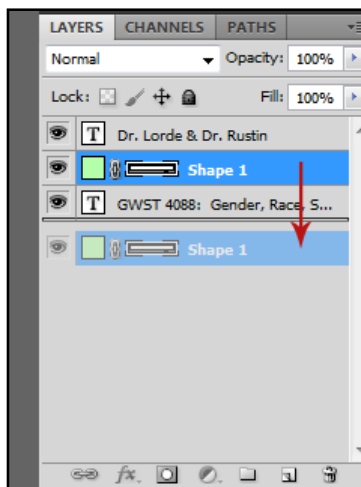 LAYERS CHANNELS PATHS
Normal Opacity: 100%
Lock: Fill: 100%
T Dr. Lorde & Dr. Rustin
Shape 1
T GWST 4088: Gender, Race, S...
Shape 1
fx.